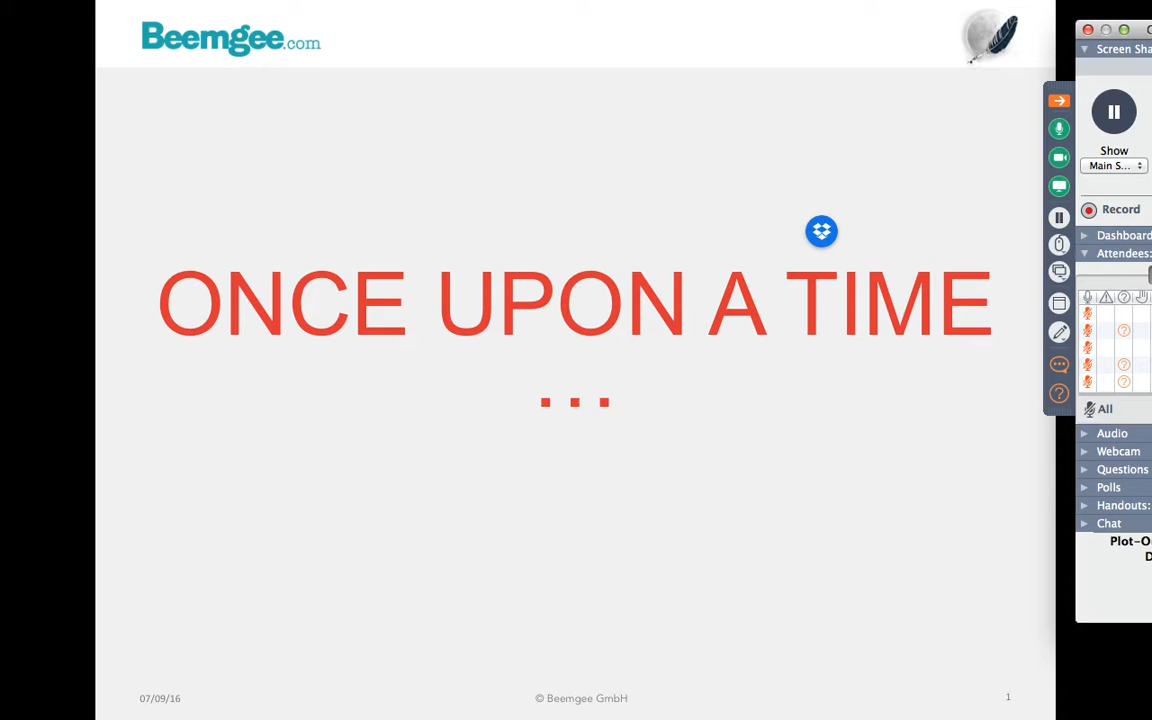 Beemgee.com
ONCE UPON A TIME
...
07/09/16
© Beemgee GmbH
1
Screen Sha
Show
Main S...
Record
Dashboard
Attendees:
All
Audio
Webcam
Questions
Polls
Handouts:
Chat
Plot-O
D